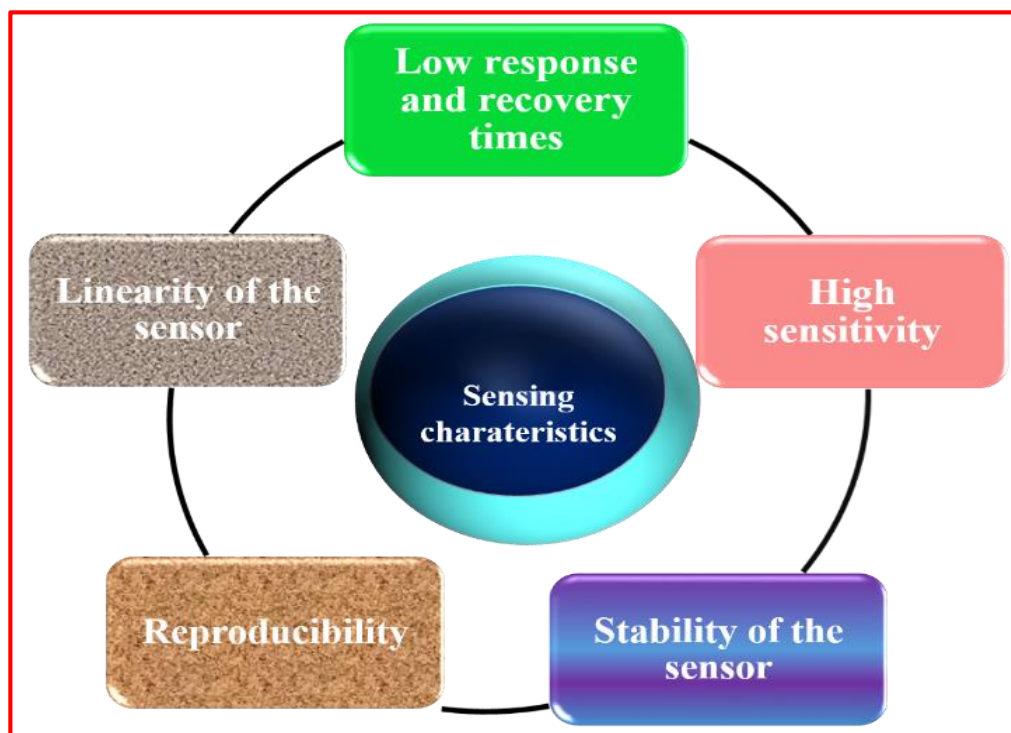 Low response
and recovery
times
High
sensitivity
Stability of the
sensor
Reproducibility
Linearity of the
sensor
Sensing
charateristics